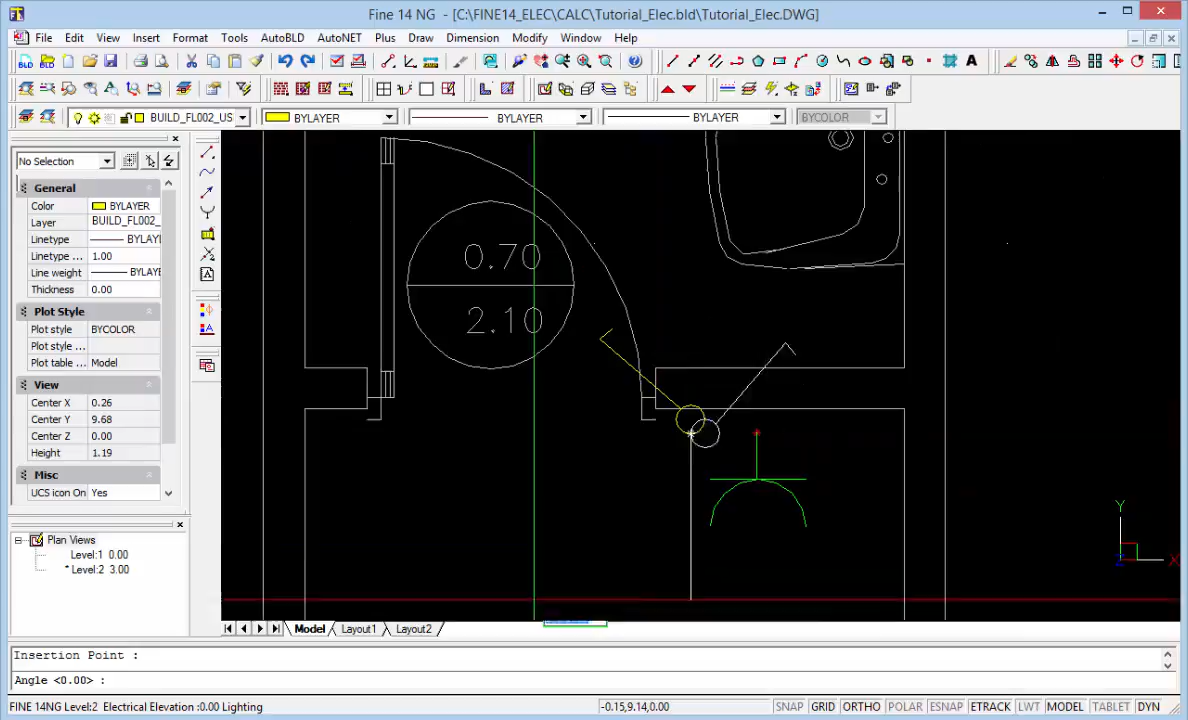 Fine 14 NG  - [C:\FINE14_ELEC\CALC\Tutorial_Elec.bld\Tutorial_Elec.DWG]
File Edit View Insert Format Tools AutoBLD AutoNET Plus Draw Dimension Modify Window Help
BLD BLD
BUILD_FL002_US BYLAYER BYLAYER BYLAYER BYCOLOR
No Selection
General
Color BYLAYER
Layer BUILD_FL002_
Linetype BYLAYI
Linetype ... 1.00
Line weight BYLAYE
Thickness 0.00
Plot Style
Plot style BYCOLOR
Plot table ... Model
View
Center X 0.26
Center Y 9.68
Center Z 0.00
Height 1.19
Misc
UCS icon On Yes
Plan Views
Level:1 0.00
* Level:2 3.00
0.70
2.10
Y
Z X
Model Layout1 Layout2
Insertion Point :
Angle <0.00> :
FINE 14NG Level:2 Electrical Elevation :0.00 Lighting -0.15,9.14,0.00 SNAP GRID ORTHO POLAR ESNAP ETRACK LWT MODEL TABLET DYN